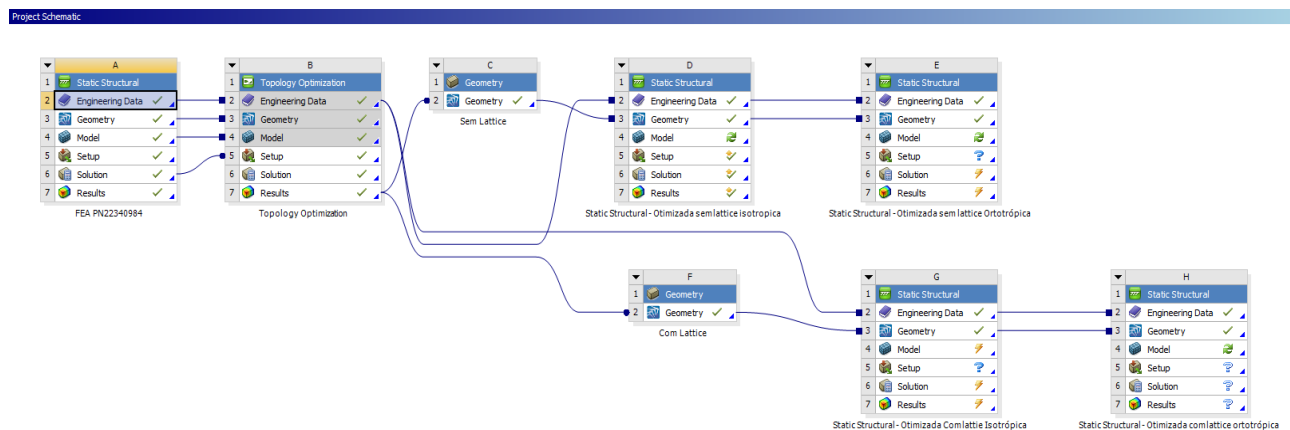 Project Schematic
A
1 Static Structural
2 Engineering Data
3 Geometry
4 Model
5 Setup
6 Solution
7 Results
FEA PN22340984
B
1 Topology Optimization
2 Engineering Data
3 Geometry
4 Model
5 Setup
6 Solution
7 Results
Topology Optimization
C
1 Geometry
2 Geometry
Sem Lattice
D
1 Static Structural
2 Engineering Data
3 Geometry
4 Model
5 Setup
6 Solution
7 Results
Static Structural - Otimizada sem lattice isotropica
E
1 Static Structural
2 Engineering Data
3 Geometry
4 Model
5 Setup
6 Solution
7 Results
Static Structural - Otimizada sem lattice Ortotrópica
F
1 Geometry
2 Geometry
Com Lattice
G
1 Static Structural
2 Engineering Data
3 Geometry
4 Model
5 Setup
6 Solution
7 Results
Static Structural - Otimizada Com lattie Isotrópica
H
1 Static Structural
2 Engineering Data
3 Geometry
4 Model
5 Setup
6 Solution
7 Results
Static Structural - Otimizada com lattice ortotrópica